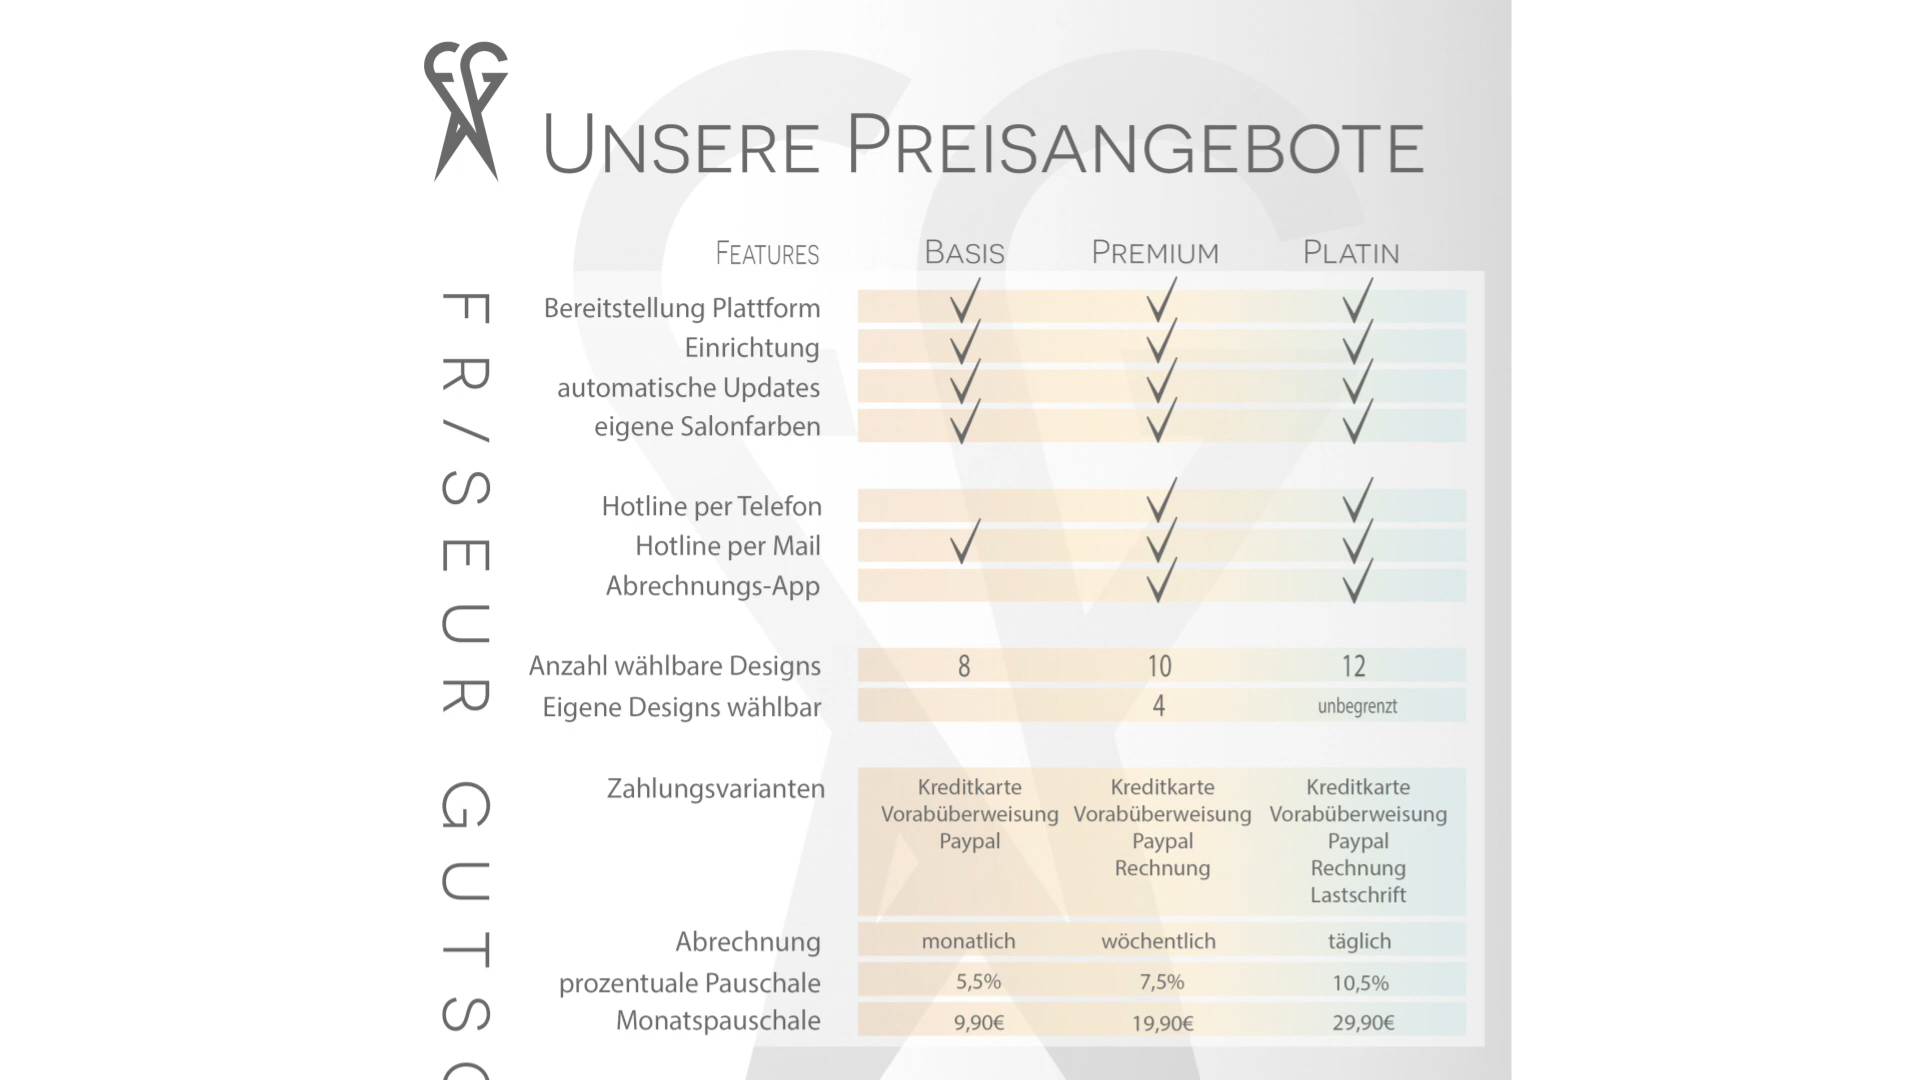 FG
UNSERE PREISANGEBOTE
FEATURES BASIS PREMIUM PLATIN
Bereitstellung Plattform ✓ ✓ ✓
Einrichtung ✓ ✓ ✓
automatische Updates ✓ ✓ ✓
eigene Salonfarben ✓ ✓ ✓
Hotline per Telefon ✓ ✓
Hotline per Mail ✓ ✓ ✓
Abrechnungs-App ✓ ✓
Anzahl wählbare Designs 8 10 12
Eigene Designs wählbar 4 unbegrenzt
Zahlungsvarianten Kreditkarte Kreditkarte Kreditkarte
Vorabüberweisung Vorabüberweisung Vorabüberweisung
Paypal Paypal Paypal
Rechnung Rechnung
Lastschrift
Abrechnung monatlich wöchentlich täglich
prozentuale Pauschale 5,5% 7,5% 10,5%
Monatspauschale 9,90€ 19,90€ 29,90€
FR/SEUR GUTSC